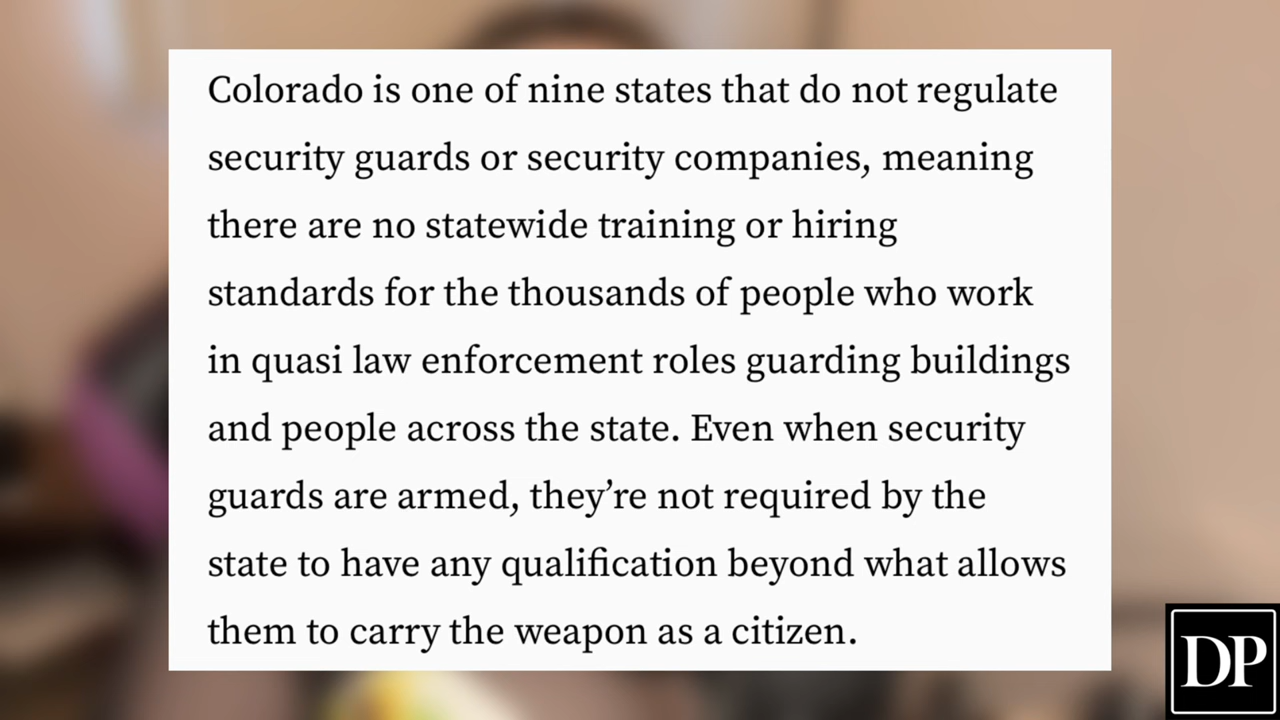 Colorado is one of nine states that do not regulate
security guards or security companies, meaning
there are no statewide training or hiring
standards for the thousands of people who work
in quasi law enforcement roles guarding buildings
and people across the state. Even when security
guards are armed, they’re not required by the
state to have any qualification beyond what allows
them to carry the weapon as a citizen.
DP